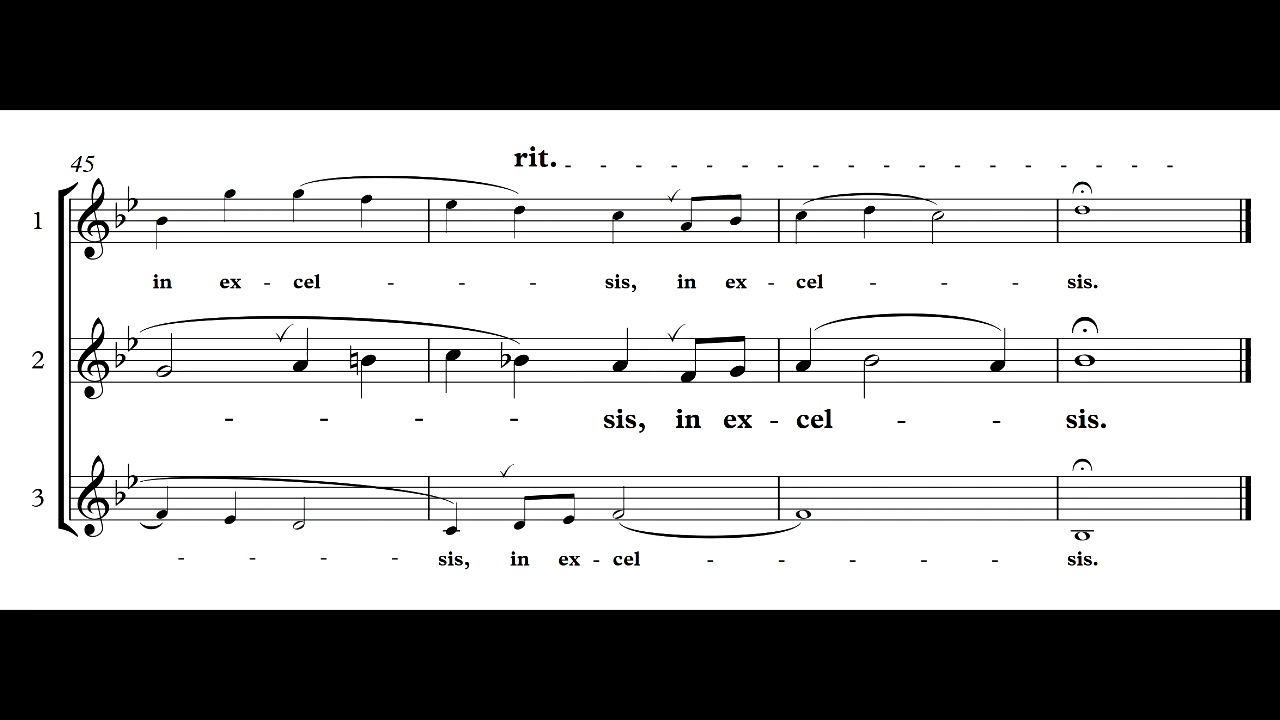 45
rit. - - - - - - - - - - - - - - - - - -
1
in ex - cel - - - sis, in ex - cel - - - sis.
2
- - - - sis, in ex - cel - - sis.
3
- - - - sis, in ex - cel - - - - - sis.